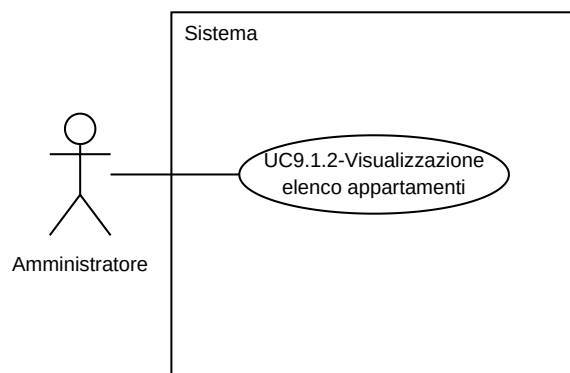 Sistema
UC9.1.2-Visualizzazione
elenco appartamenti
Amministratore